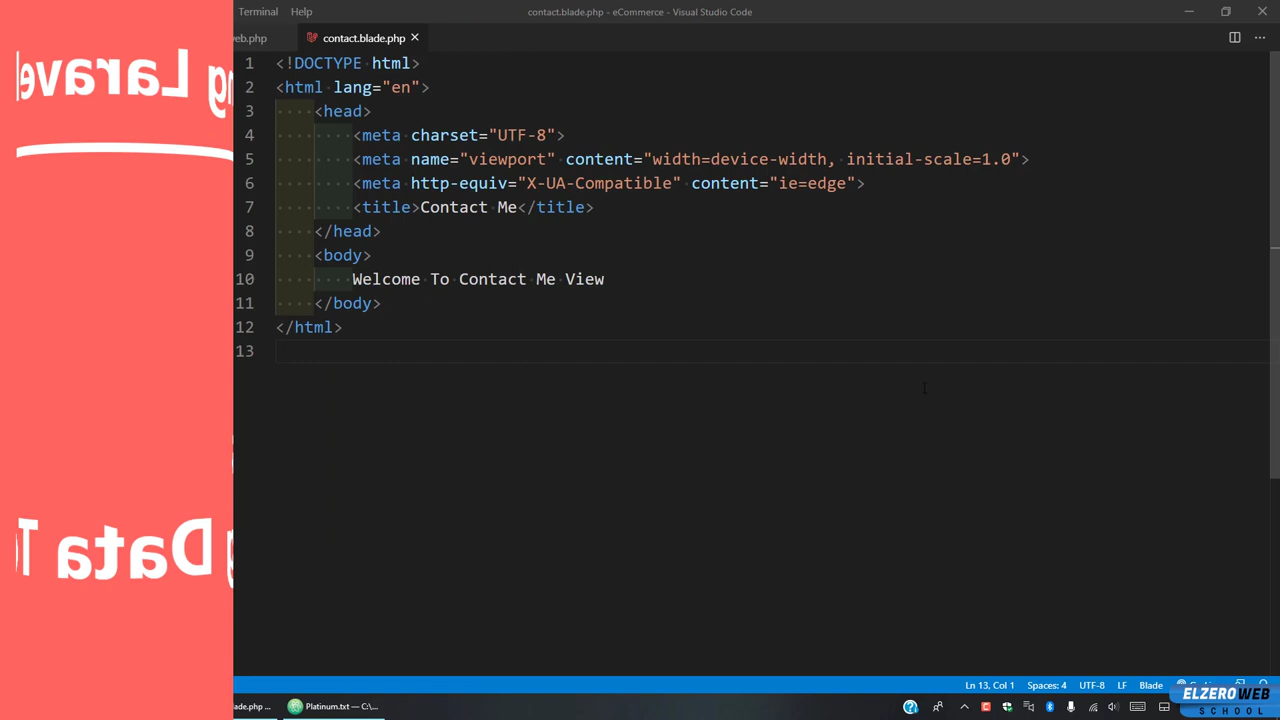 Terminal Help
contact.blade.php - eCommerce - Visual Studio Code
web.php
contact.blade.php
1 <!DOCTYPE html>
2 <html lang="en">
3 <head>
4 <meta charset="UTF-8">
5 <meta name="viewport" content="width=device-width, initial-scale=1.0">
6 <meta http-equiv="X-UA-Compatible" content="ie=edge">
7 <title>Contact Me</title>
8 </head>
9 <body>
10 Welcome To Contact Me View
11 </body>
12 </html>
13
g Laravel
g Data T
Ln 13, Col 1 Spaces: 4 UTF-8 LF Blade
ELZEROWEB
SCHOOL
lade.php ...
Platinum.txt — C:\...